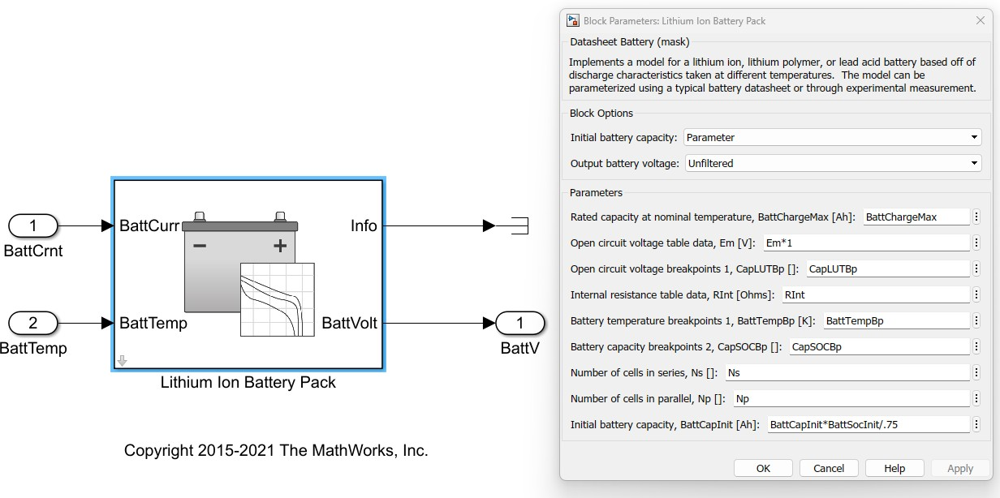 1
BattCrnt
2
BattTemp
BattCurr
Info
BattTemp
BattVolt
Lithium Ion Battery Pack
1
BattV
Copyright 2015-2021 The MathWorks, Inc.
Block Parameters: Lithium Ion Battery Pack
Datasheet Battery (mask)
Implements a model for a lithium ion, lithium polymer, or lead acid battery based off of
discharge characteristics taken at different temperatures. The model can be
parameterized using a typical battery datasheet or through experimental measurement.
Block Options
Initial battery capacity: Parameter
Output battery voltage: Unfiltered
Parameters
Rated capacity at nominal temperature, BattChargeMax [Ah]: BattChargeMax
Open circuit voltage table data, Em [V]: Em*1
Open circuit voltage breakpoints 1, CapLUTBp []: CapLUTBp
Internal resistance table data, RInt [Ohms]: RInt
Battery temperature breakpoints 1, BattTempBp [K]: BattTempBp
Battery capacity breakpoints 2, CapSOCBp []: CapSOCBp
Number of cells in series, Ns []: Ns
Number of cells in parallel, Np []: Np
Initial battery capacity, BattCapInit [Ah]: BattCapInit*BattSocInit/.75
OK Cancel Help Apply